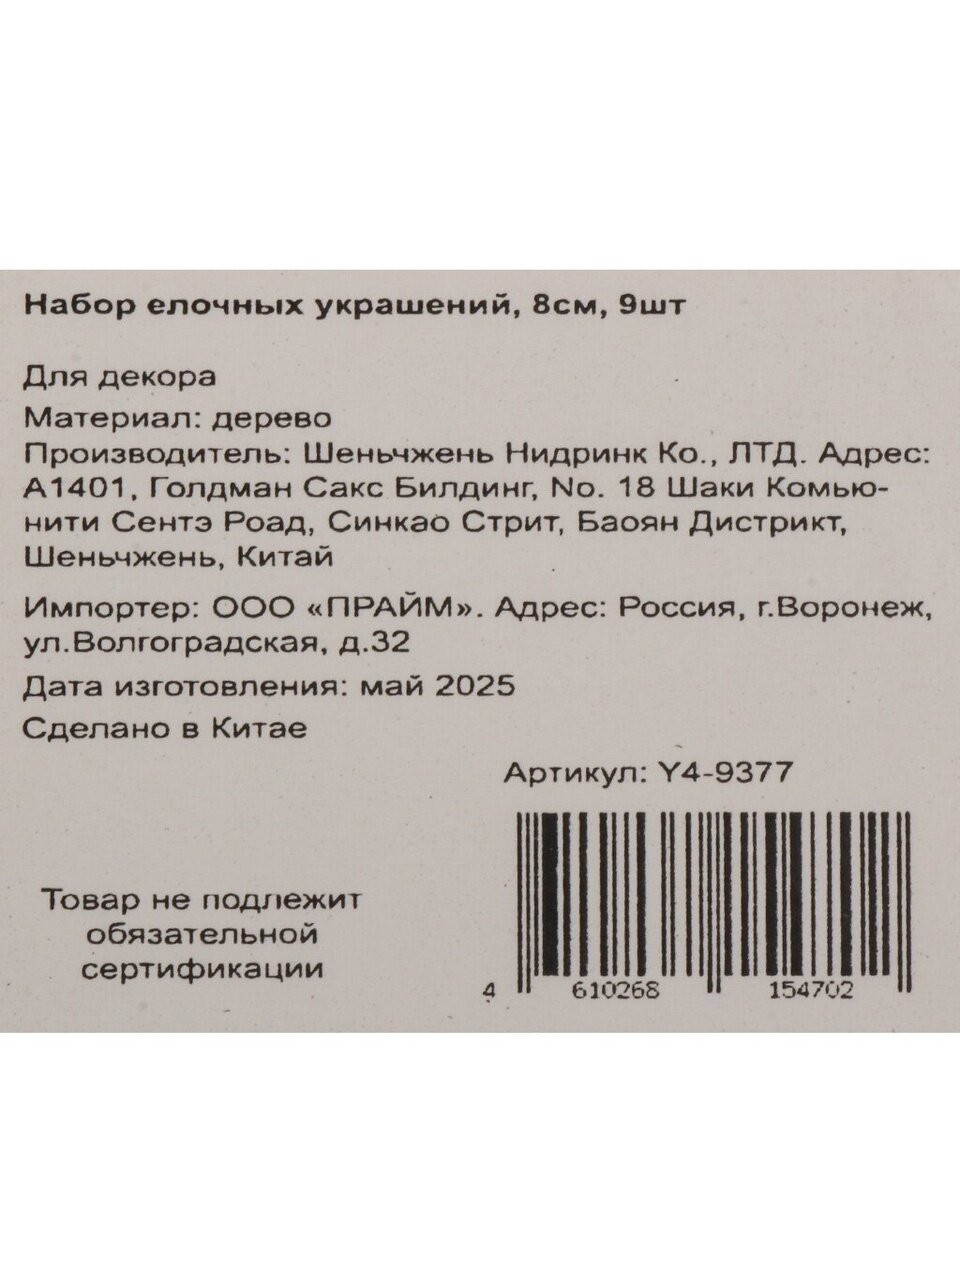 Набор елочных украшений, 8см, 9шт
Для декора
Материал: дерево
Производитель: Шеньчжень Нидринк Ко., ЛТД. Адрес:
А1401, Голдман Сакс Билдинг, No. 18 Шаки Комью-
нити Сентэ Роад, Синкао Стрит, Баоян Дистрикт,
Шеньчжень, Китай
Импортер: ООО «ПРАЙМ». Адрес: Россия, г.Воронеж,
ул.Волгоградская, д.32
Дата изготовления: май 2025
Сделано в Китае
Артикул: Y4-9377
Товар не подлежит
обязательной
сертификации
4 610268 154702